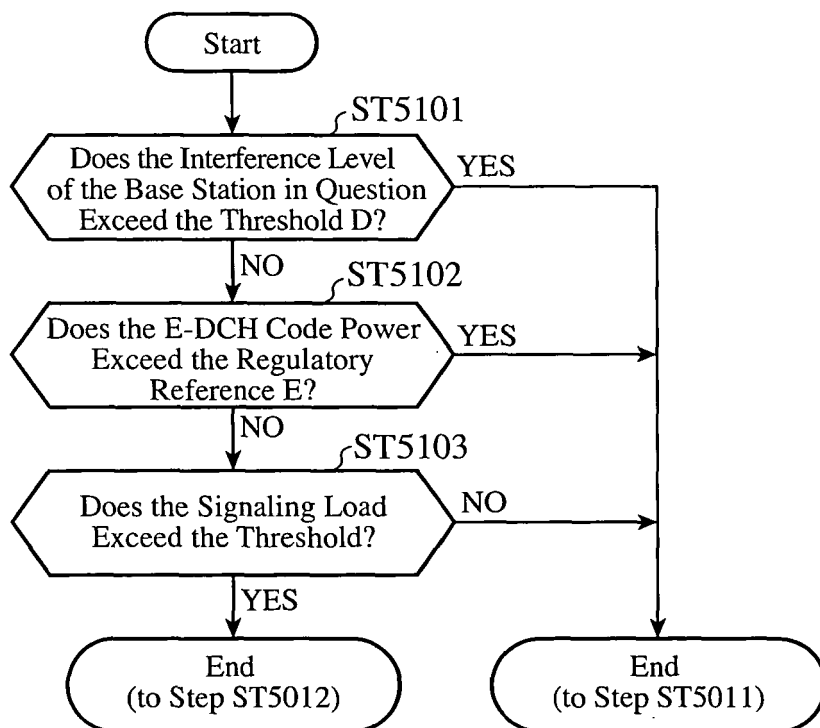 Start
ST5101
Does the Interference Level
of the Base Station in Question
Exceed the Threshold D?
YES
NO
ST5102
Does the E-DCH Code Power
Exceed the Regulatory
Reference E?
YES
NO
ST5103
Does the Signaling Load
Exceed the Threshold?
NO
YES
End
(to Step ST5012)
End
(to Step ST5011)